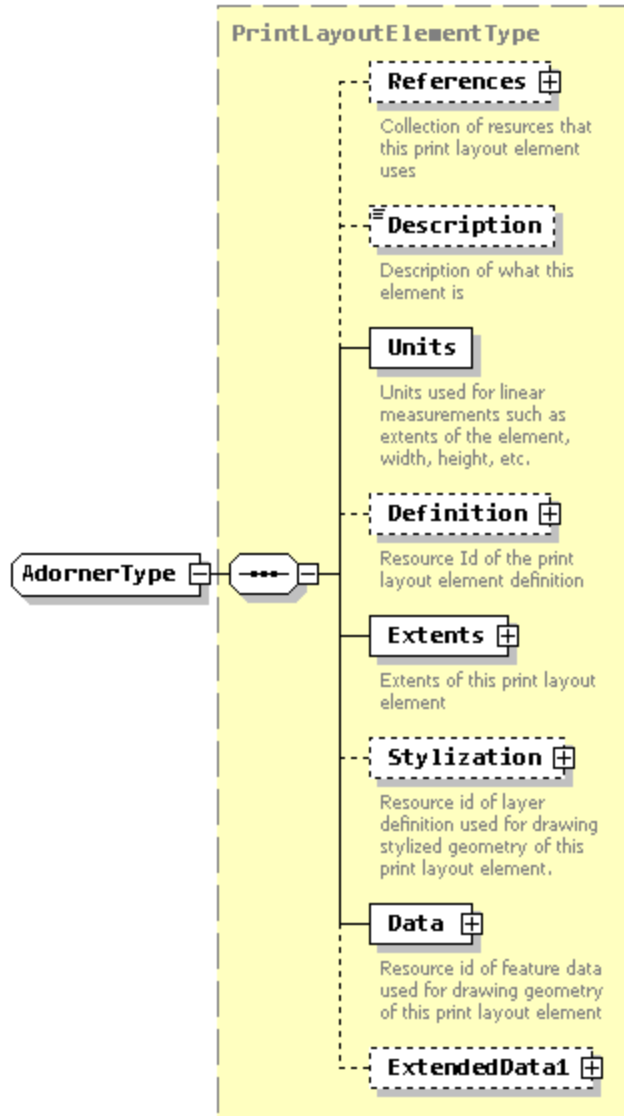 PrintLayoutElementType
References
Collection of resurces that
this print layout element
uses
Description
Description of what this
element is
Units
Units used for linear
measurements such as
extents of the element,
width, height, etc.
Definition
Resource Id of the print
layout element definition
AdornerType
Extents
Extents of this print layout
element
Stylization
Resource id of layer
definition used for drawing
stylized geometry of this
print layout element.
Data
Resource id of feature data
used for drawing geometry
of this print layout element
ExtendedData1